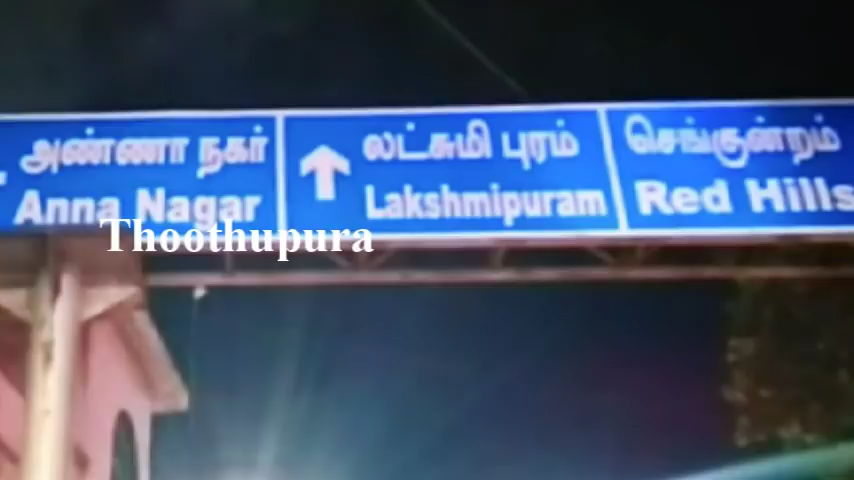 அண்ணா நகர்
Anna Nagar
லட்சுமி புரம்
Lakshmipuram
செங்குன்றம்
Red Hills
Thoothupura